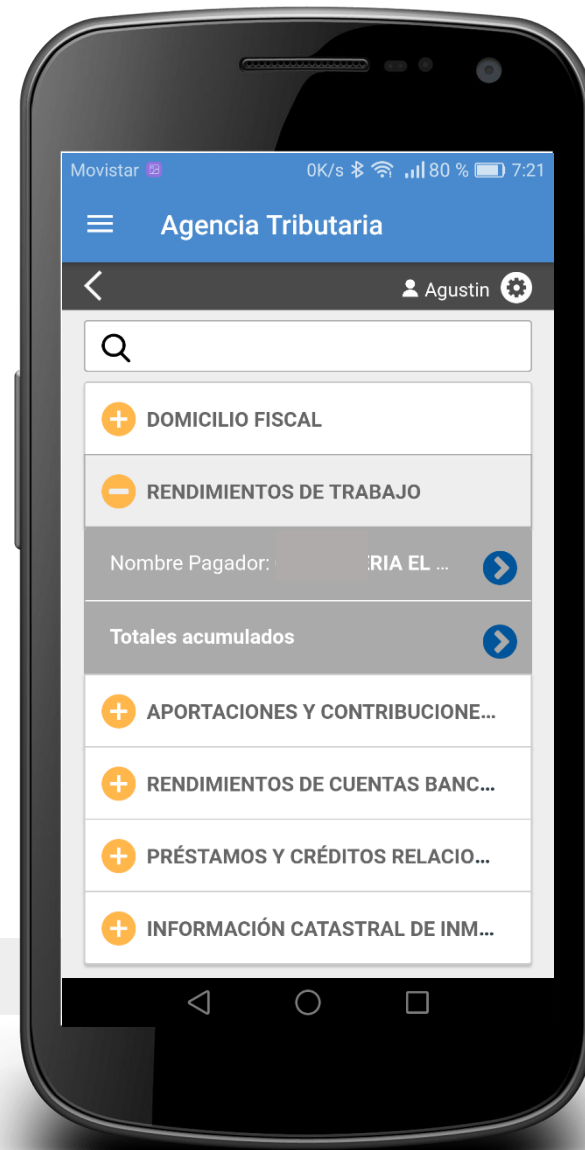 Movistar 0K/s 80 % 7:21
Agencia Tributaria
Agustin
DOMICILIO FISCAL
RENDIMIENTOS DE TRABAJO
Nombre Pagador: ERIA EL ...
Totales acumulados
APORTACIONES Y CONTRIBUCIONE...
RENDIMIENTOS DE CUENTAS BANC...
PRÉSTAMOS Y CRÉDITOS RELACIO...
INFORMACIÓN CATASTRAL DE INM...